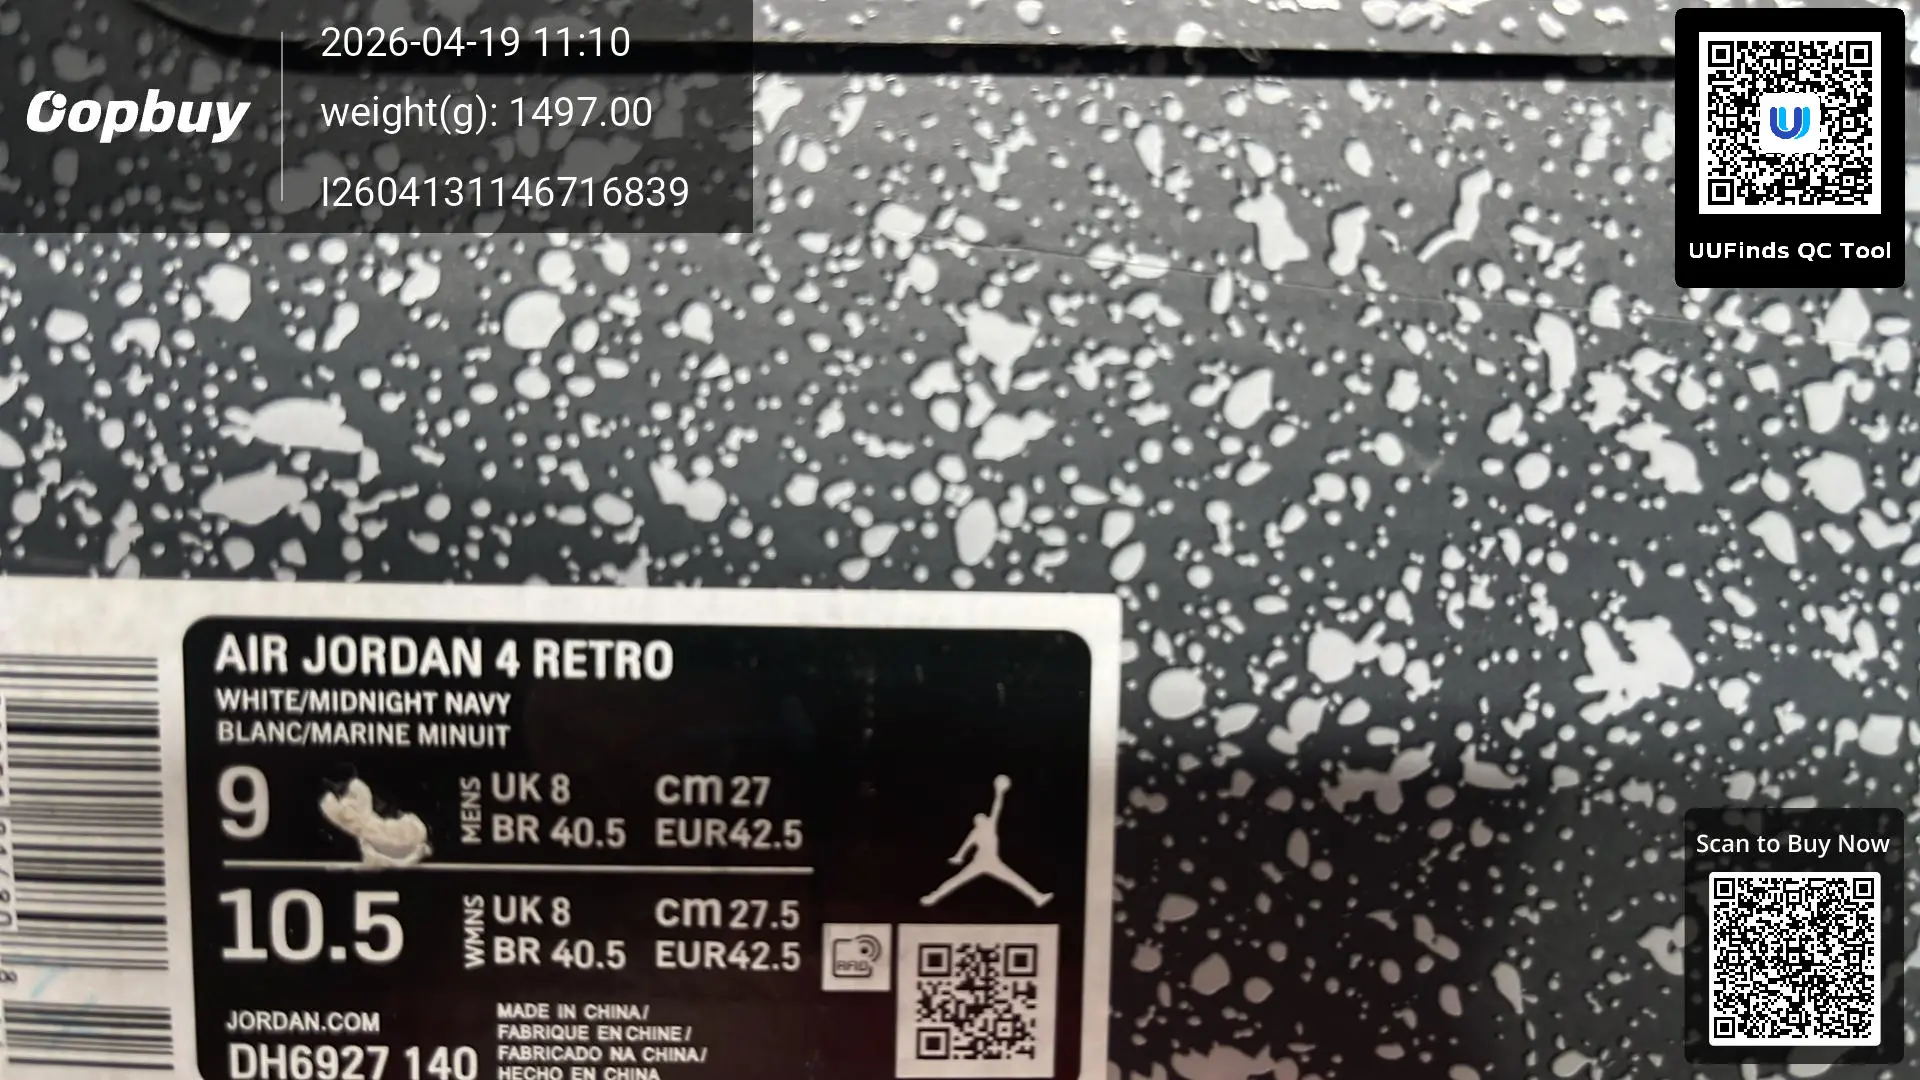 Oopbuy
2026-04-19 11:10
weight(g): 1497.00
I2604131146716839
UUFinds QC Tool
AIR JORDAN 4 RETRO
WHITE/MIDNIGHT NAVY
BLANC/MARINE MINUIT
9
MENS
UK 8
cm 27
BR 40.5
EUR42.5
10.5
WMNS
UK 8
cm 27.5
BR 40.5
EUR42.5
RFID
JORDAN.COM
DH6927 140
MADE IN CHINA/
FABRIQUE EN CHINE/
FABRICADO NA CHINA/
HECHO EN CHINA
Scan to Buy Now